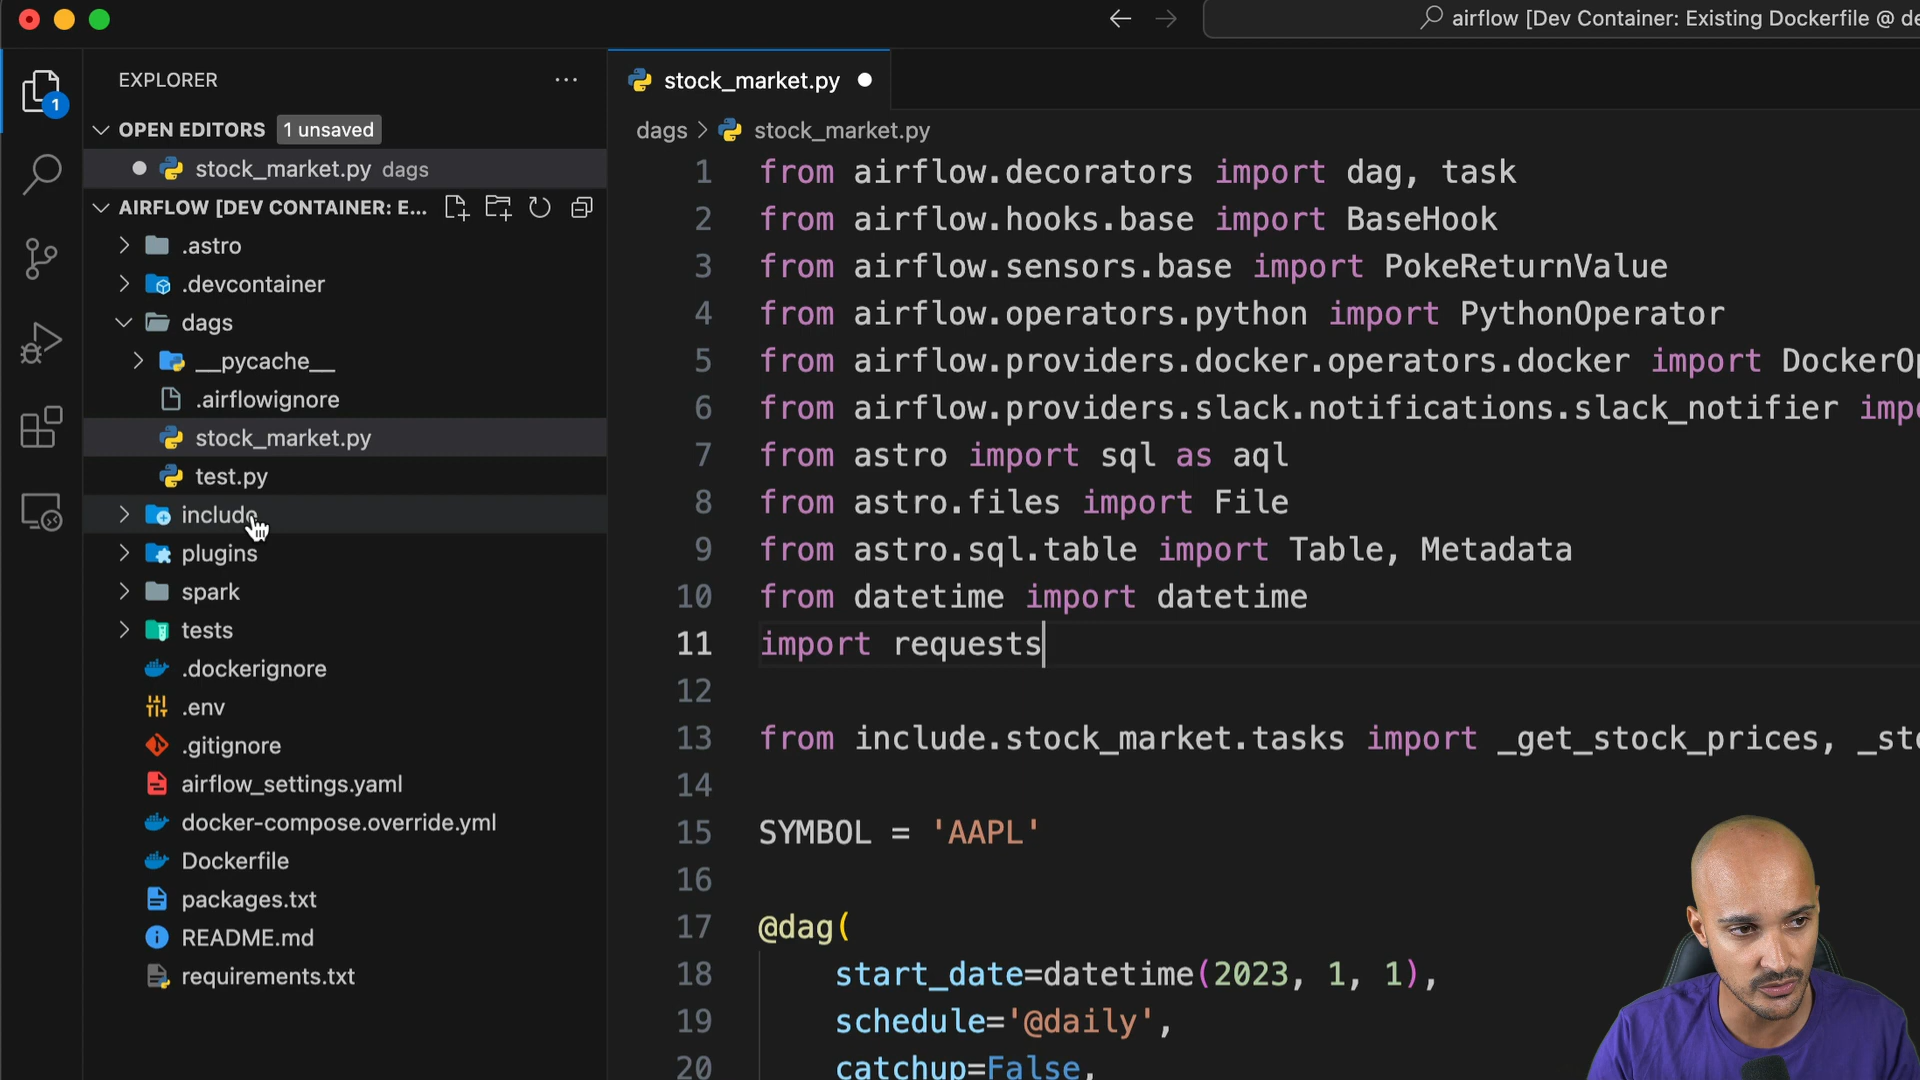 airflow [Dev Container: Existing Dockerfile @ de
EXPLORER
1
OPEN EDITORS 1 unsaved
stock_market.py dags
AIRFLOW [DEV CONTAINER: E...
.astro
.devcontainer
dags
__pycache__
.airflowignore
stock_market.py
test.py
include
plugins
spark
tests
.dockerignore
.env
.gitignore
airflow_settings.yaml
docker-compose.override.yml
Dockerfile
packages.txt
README.md
requirements.txt
stock_market.py
dags > stock_market.py
1 from airflow.decorators import dag, task
2 from airflow.hooks.base import BaseHook
3 from airflow.sensors.base import PokeReturnValue
4 from airflow.operators.python import PythonOperator
5 from airflow.providers.docker.operators.docker import DockerOp
6 from airflow.providers.slack.notifications.slack_notifier impo
7 from astro import sql as aql
8 from astro.files import File
9 from astro.sql.table import Table, Metadata
10 from datetime import datetime
11 import requests
12
13 from include.stock_market.tasks import _get_stock_prices, _sto
14
15 SYMBOL = 'AAPL'
16
17 @dag(
18 start_date=datetime(2023, 1, 1),
19 schedule='@daily',
20 catchup=False,